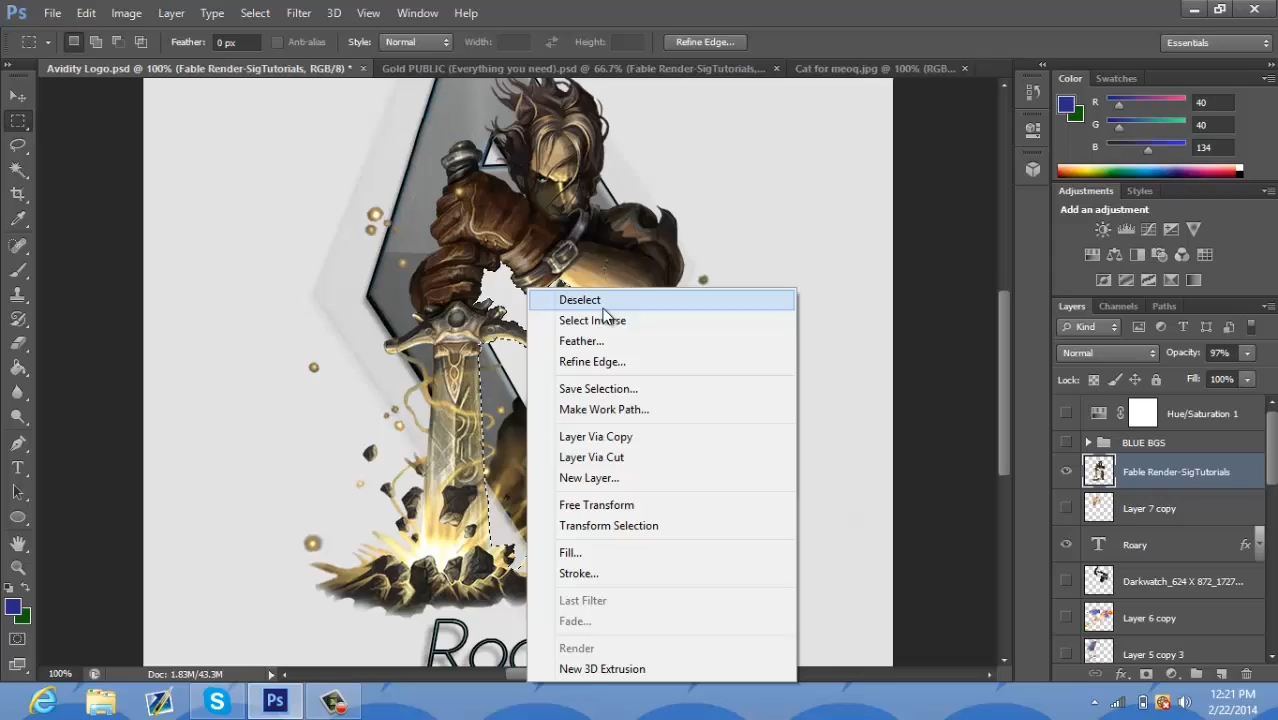 Ps File Edit Image Layer Type Select Filter 3D View Window Help
Feather: 0 px Anti-alias Style: Normal Width: Height: Refine Edge... Essentials
Avidity Logo.psd @ 100% (Fable Render-SigTutorials, RGB/8) * × Gold PUBLIC (Everything you need).psd @ 66.7% (Fable Render-SigTutorials,... × Cat for meoq.jpg @ 100% (RGB... ×
Color Swatches
R 40
G 40
B 134
Adjustments Styles
Add an adjustment
Layers Channels Paths
Kind
Normal Opacity: 97%
Lock: Fill: 100%
Hue/Saturation 1
BLUE BGS
Fable Render-SigTutorials
Layer 7 copy
T Roary fx
Darkwatch_624 X 872_1727...
Layer 6 copy
Layer 5 copy 3
Deselect
Select Inverse
Feather...
Refine Edge...
Save Selection...
Make Work Path...
Layer Via Copy
Layer Via Cut
New Layer...
Free Transform
Transform Selection
Fill...
Stroke...
Last Filter
Fade...
Render
New 3D Extrusion
Roa
100% Doc: 1.83M/43.3M
Ps
12:21 PM
2/22/2014